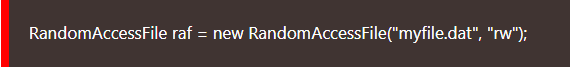 RandomAccessFile raf = new RandomAccessFile("myfile.dat", "rw");